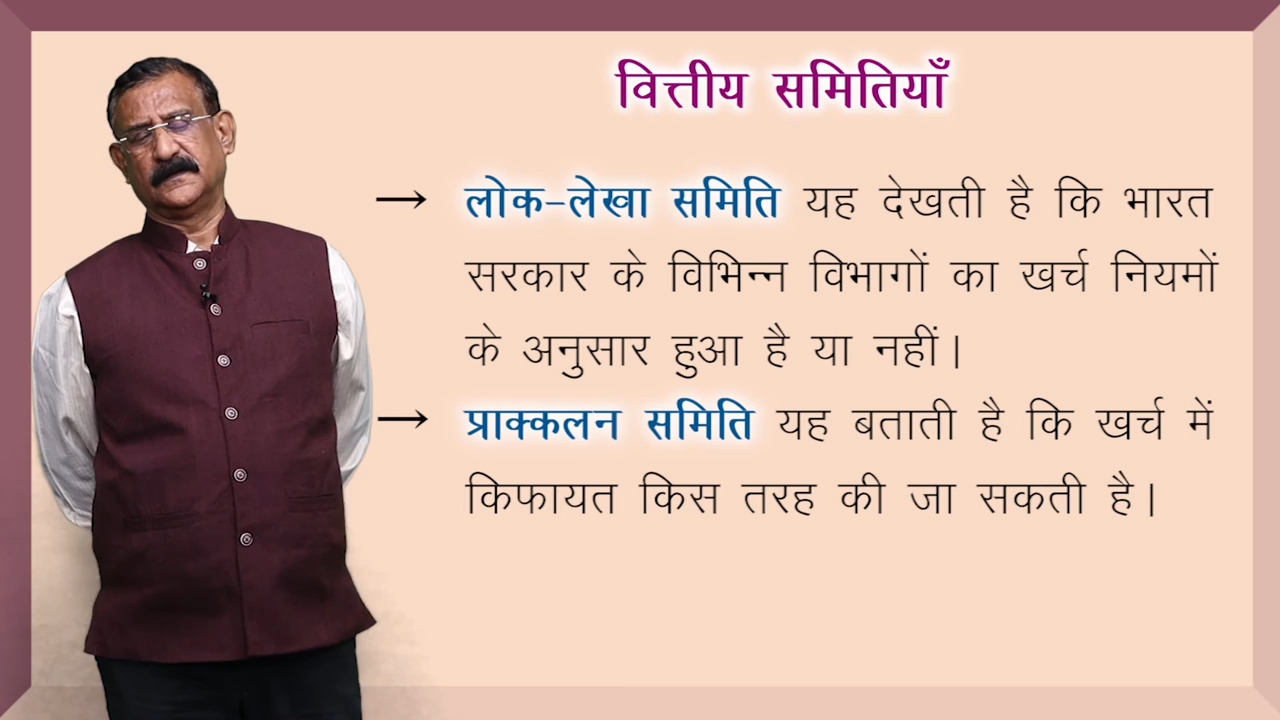 वित्तीय समितियाँ
→ लोक-लेखा समिति यह देखती है कि भारत
सरकार के विभिन्न विभागों का खर्च नियमों
के अनुसार हुआ है या नहीं।
→ प्राक्कलन समिति यह बताती है कि खर्च में
किफायत किस तरह की जा सकती है।